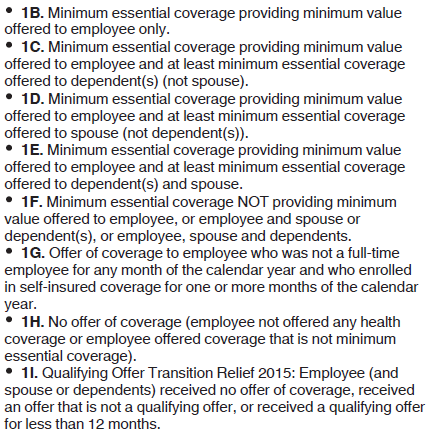 • 1B. Minimum essential coverage providing minimum value
offered to employee only.
• 1C. Minimum essential coverage providing minimum value
offered to employee and at least minimum essential coverage
offered to dependent(s) (not spouse).
• 1D. Minimum essential coverage providing minimum value
offered to employee and at least minimum essential coverage
offered to spouse (not dependent(s)).
• 1E. Minimum essential coverage providing minimum value
offered to employee and at least minimum essential coverage
offered to dependent(s) and spouse.
• 1F. Minimum essential coverage NOT providing minimum
value offered to employee, or employee and spouse or
dependent(s), or employee, spouse and dependents.
• 1G. Offer of coverage to employee who was not a full-time
employee for any month of the calendar year and who enrolled
in self-insured coverage for one or more months of the calendar
year.
• 1H. No offer of coverage (employee not offered any health
coverage or employee offered coverage that is not minimum
essential coverage).
• 1I. Qualifying Offer Transition Relief 2015: Employee (and
spouse or dependents) received no offer of coverage, received
an offer that is not a qualifying offer, or received a qualifying offer
for less than 12 months.